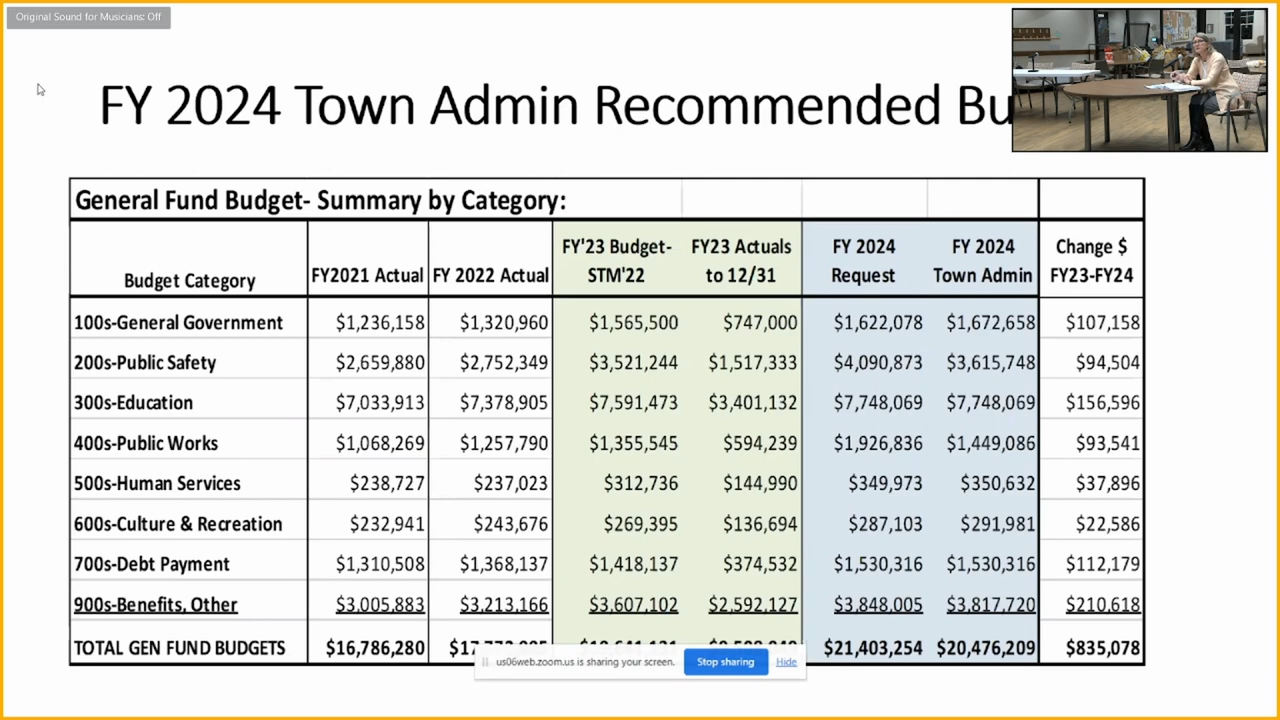 Original Sound for Musicians: Off
FY 2024 Town Admin Recommended Bu
General Fund Budget- Summary by Category:
Budget Category FY2021 Actual FY 2022 Actual FY'23 Budget- STM'22 FY23 Actuals to 12/31 FY 2024 Request FY 2024 Town Admin Change $ FY23-FY24
100s-General Government $1,236,158 $1,320,960 $1,565,500 $747,000 $1,622,078 $1,672,658 $107,158
200s-Public Safety $2,659,880 $2,752,349 $3,521,244 $1,517,333 $4,090,873 $3,615,748 $94,504
300s-Education $7,033,913 $7,378,905 $7,591,473 $3,401,132 $7,748,069 $7,748,069 $156,596
400s-Public Works $1,068,269 $1,257,790 $1,355,545 $594,239 $1,926,836 $1,449,086 $93,541
500s-Human Services $238,727 $237,023 $312,736 $144,990 $349,973 $350,632 $37,896
600s-Culture & Recreation $232,941 $243,676 $269,395 $136,694 $287,103 $291,981 $22,586
700s-Debt Payment $1,310,508 $1,368,137 $1,418,137 $374,532 $1,530,316 $1,530,316 $112,179
900s-Benefits, Other $3,005,883 $3,213,166 $3,607,102 $2,592,127 $3,848,005 $3,817,720 $210,618
TOTAL GEN FUND BUDGETS $16,786,280 $21,403,254 $20,476,209 $835,078
us06web.zoom.us is sharing your screen. Stop sharing Hide